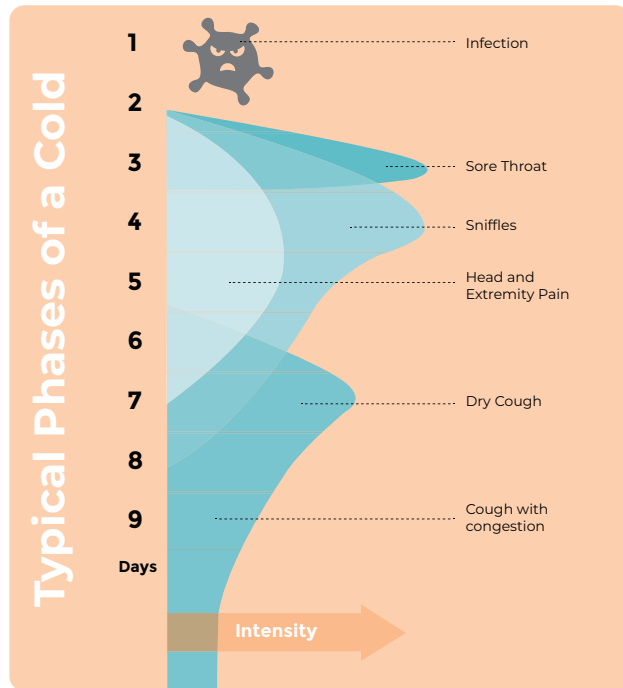 Typical Phases of a Cold
1
Infection
2
3
Sore Throat
4
Sniffles
5
Head and
Extremity Pain
6
7
Dry Cough
8
9
Cough with
congestion
Days
Intensity